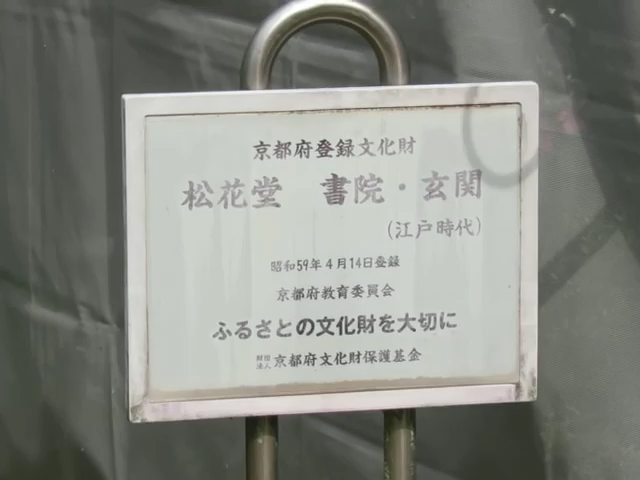 京都府登録文化財
松花堂　書院・玄関
(江戸時代)
昭和59年4月14日登録
京都府教育委員会
ふるさとの文化財を大切に
財団法人 京都府文化財保護基金